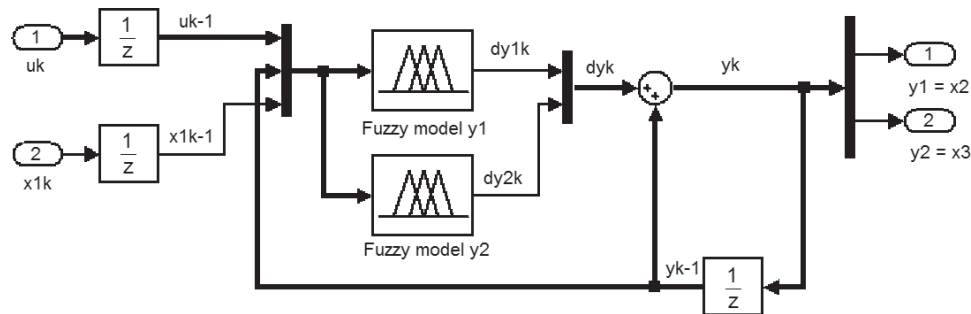 1
uk
1
z
uk-1
2
x1k
1
z
x1k-1
Fuzzy model y1
dy1k
Fuzzy model y2
dy2k
dyk
+
+
yk
yk-1
1
z
1
y1 = x2
2
y2 = x3